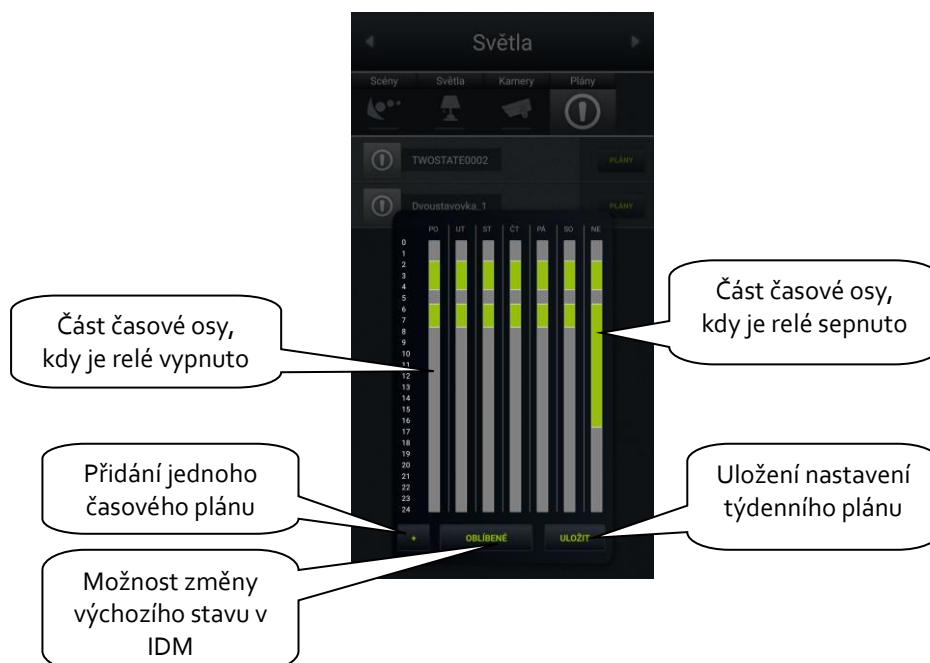 Světla
Scény Světla Kamery Plány
TWOSTATE0002 PLÁNY
Dvoustavovka_1 PLÁNY
PO ÚT ST ČT PÁ SO NE
0
1
2
3
4
5
6
7
8
9
10
11
12
13
14
15
16
17
18
19
20
21
22
23
24
+ OBLÍBENÉ ULOŽIT
Část časové osy,
kdy je relé vypnuto
Část časové osy,
kdy je relé sepnuto
Přidání jednoho
časového plánu
Uložení nastavení
týdenního plánu
Možnost změny
výchozího stavu v
IDM